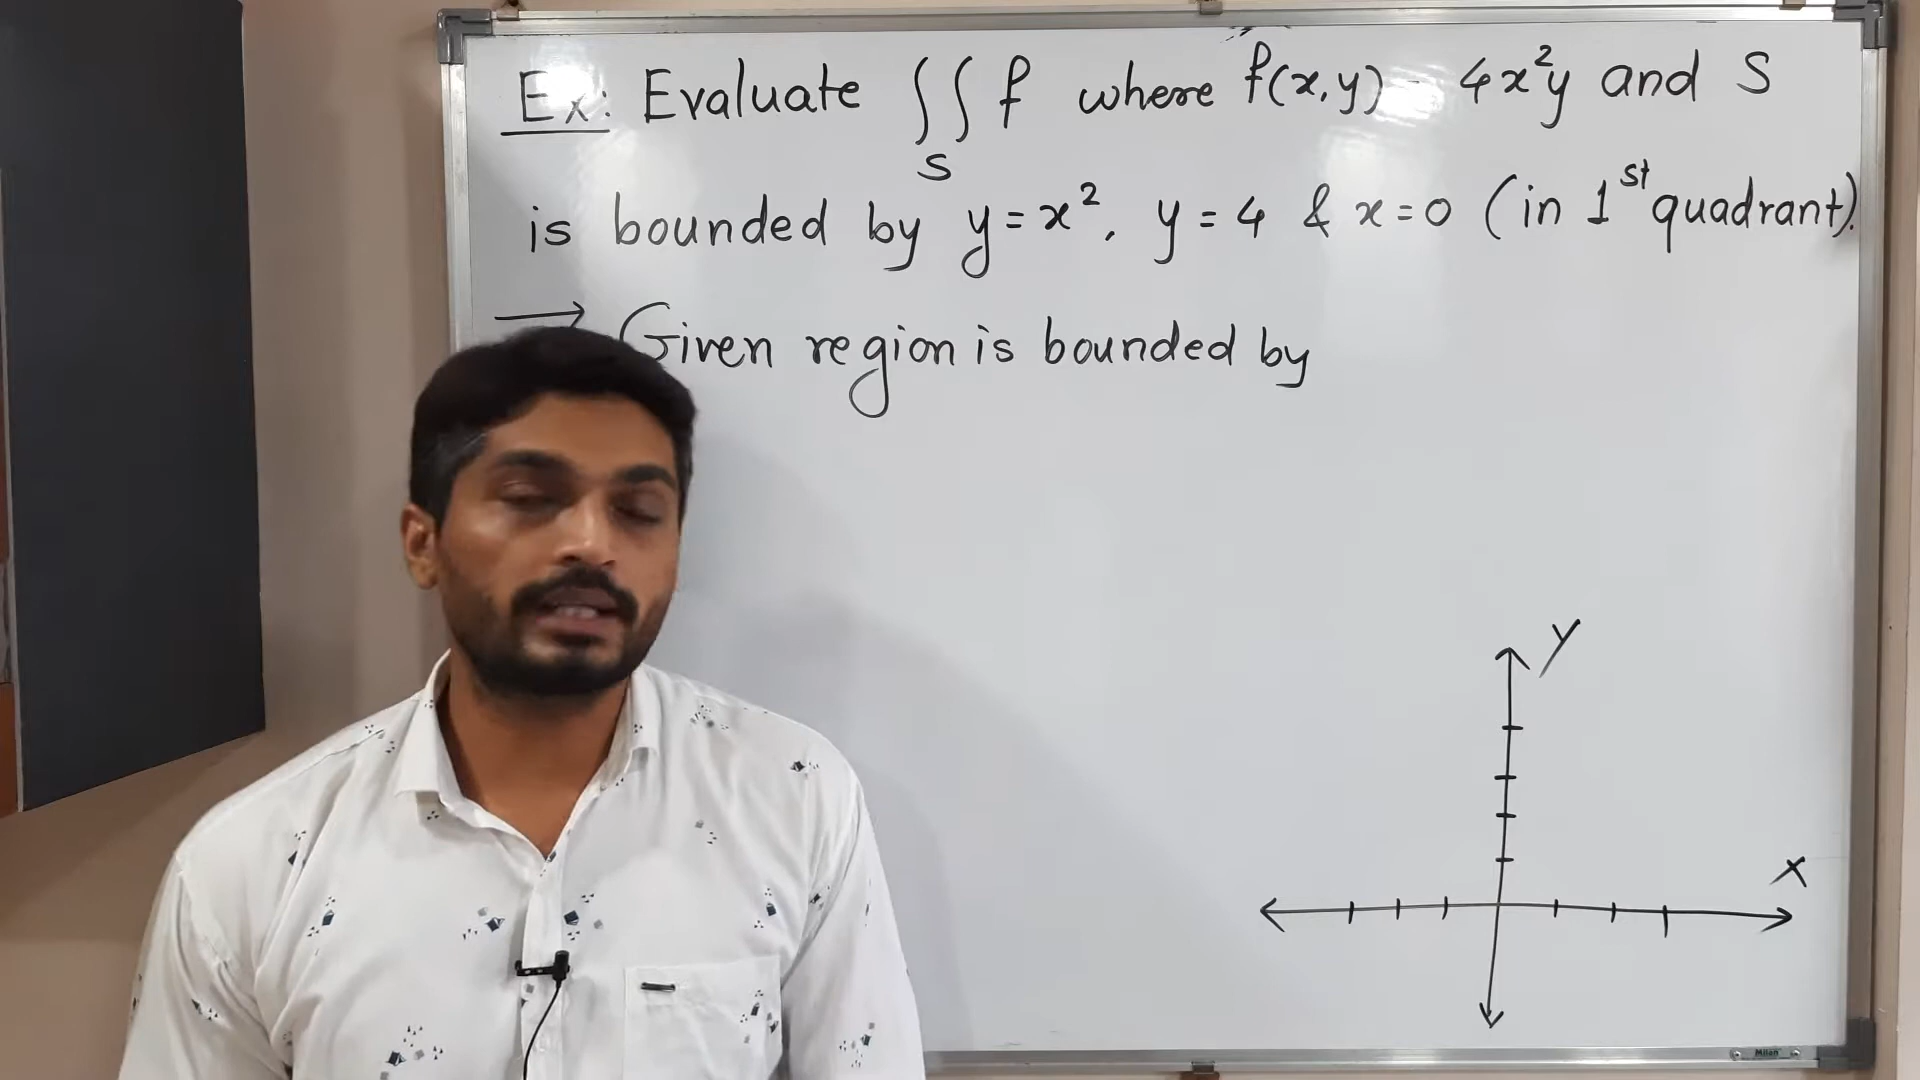 Ex: Evaluate ∫∫ f where f(x,y) = 4x²y and S
S
is bounded by y=x², y=4 & x=0 (in 1st quadrant).
→ Given region is bounded by
y
x
Milan